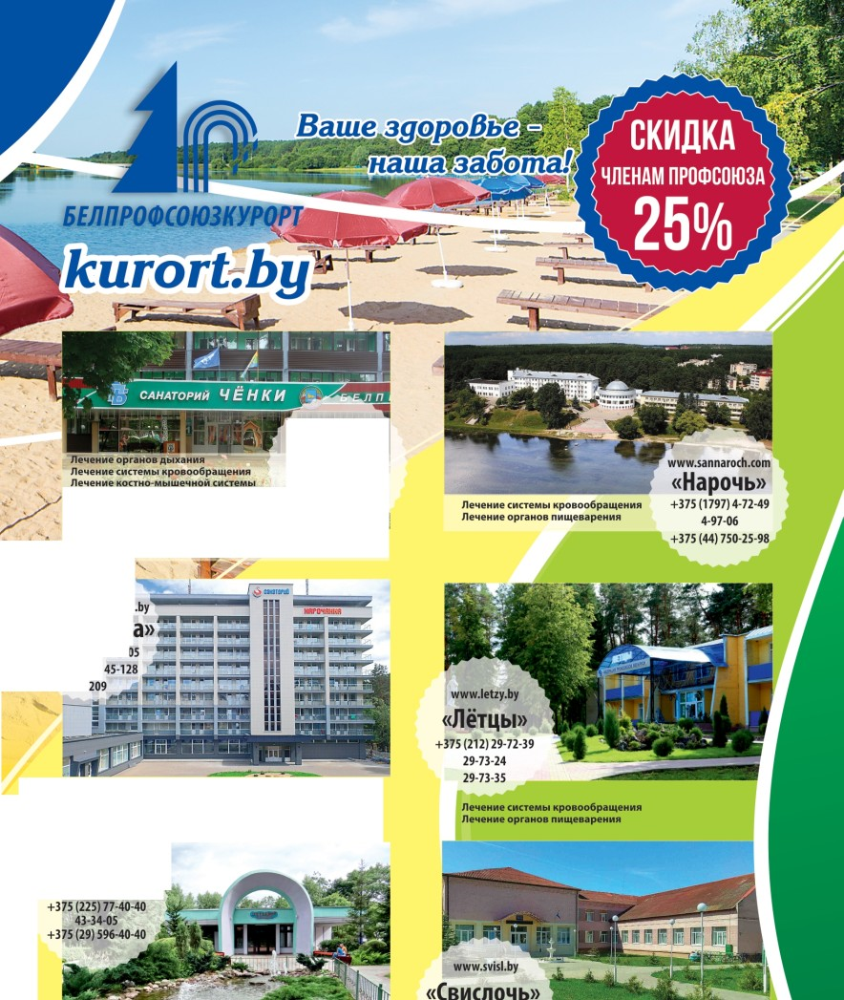 Ваше здоровье -
наша забота!
СКИДКА
ЧЛЕНАМ ПРОФСОЮЗА
25%
БЕЛПРОФСОЮЗКУРОРТ
kurort.by
САНАТОРИЙ ЧЁНКИ
Лечение органов дыхания
Лечение системы кровообращения
Лечение костно-мышечной системы
www.sannaroch.com
«Нарочь»
+375 (1797) 4-72-49
4-97-06
+375 (44) 750-25-98
Лечение системы кровообращения
Лечение органов пищеварения
.by
а»
05
45-128
209
САНАТОРИЙ
НАРОЧАНКА
www.letzy.by
«Лётцы»
+375 (212) 29-72-39
29-73-24
29-73-35
Лечение системы кровообращения
Лечение органов пищеварения
+375 (225) 77-40-40
43-34-05
+375 (29) 596-40-40
www.svisl.by
«Свислочь»